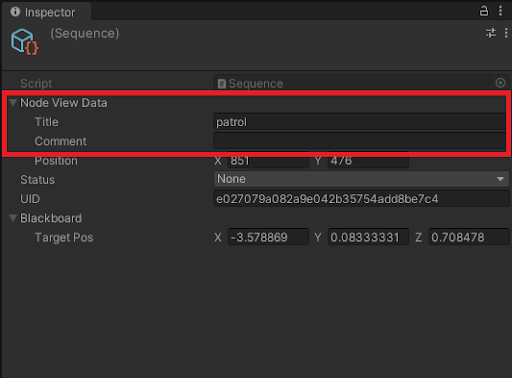 Inspector
(Sequence)
Script Sequence
Node View Data
Title patrol
Comment
Position X 851 Y 476
Status None
UID e027079a082a9e042b35754add8be7c4
Blackboard
Target Pos X -3.578869 Y 0.08333331 Z 0.708478